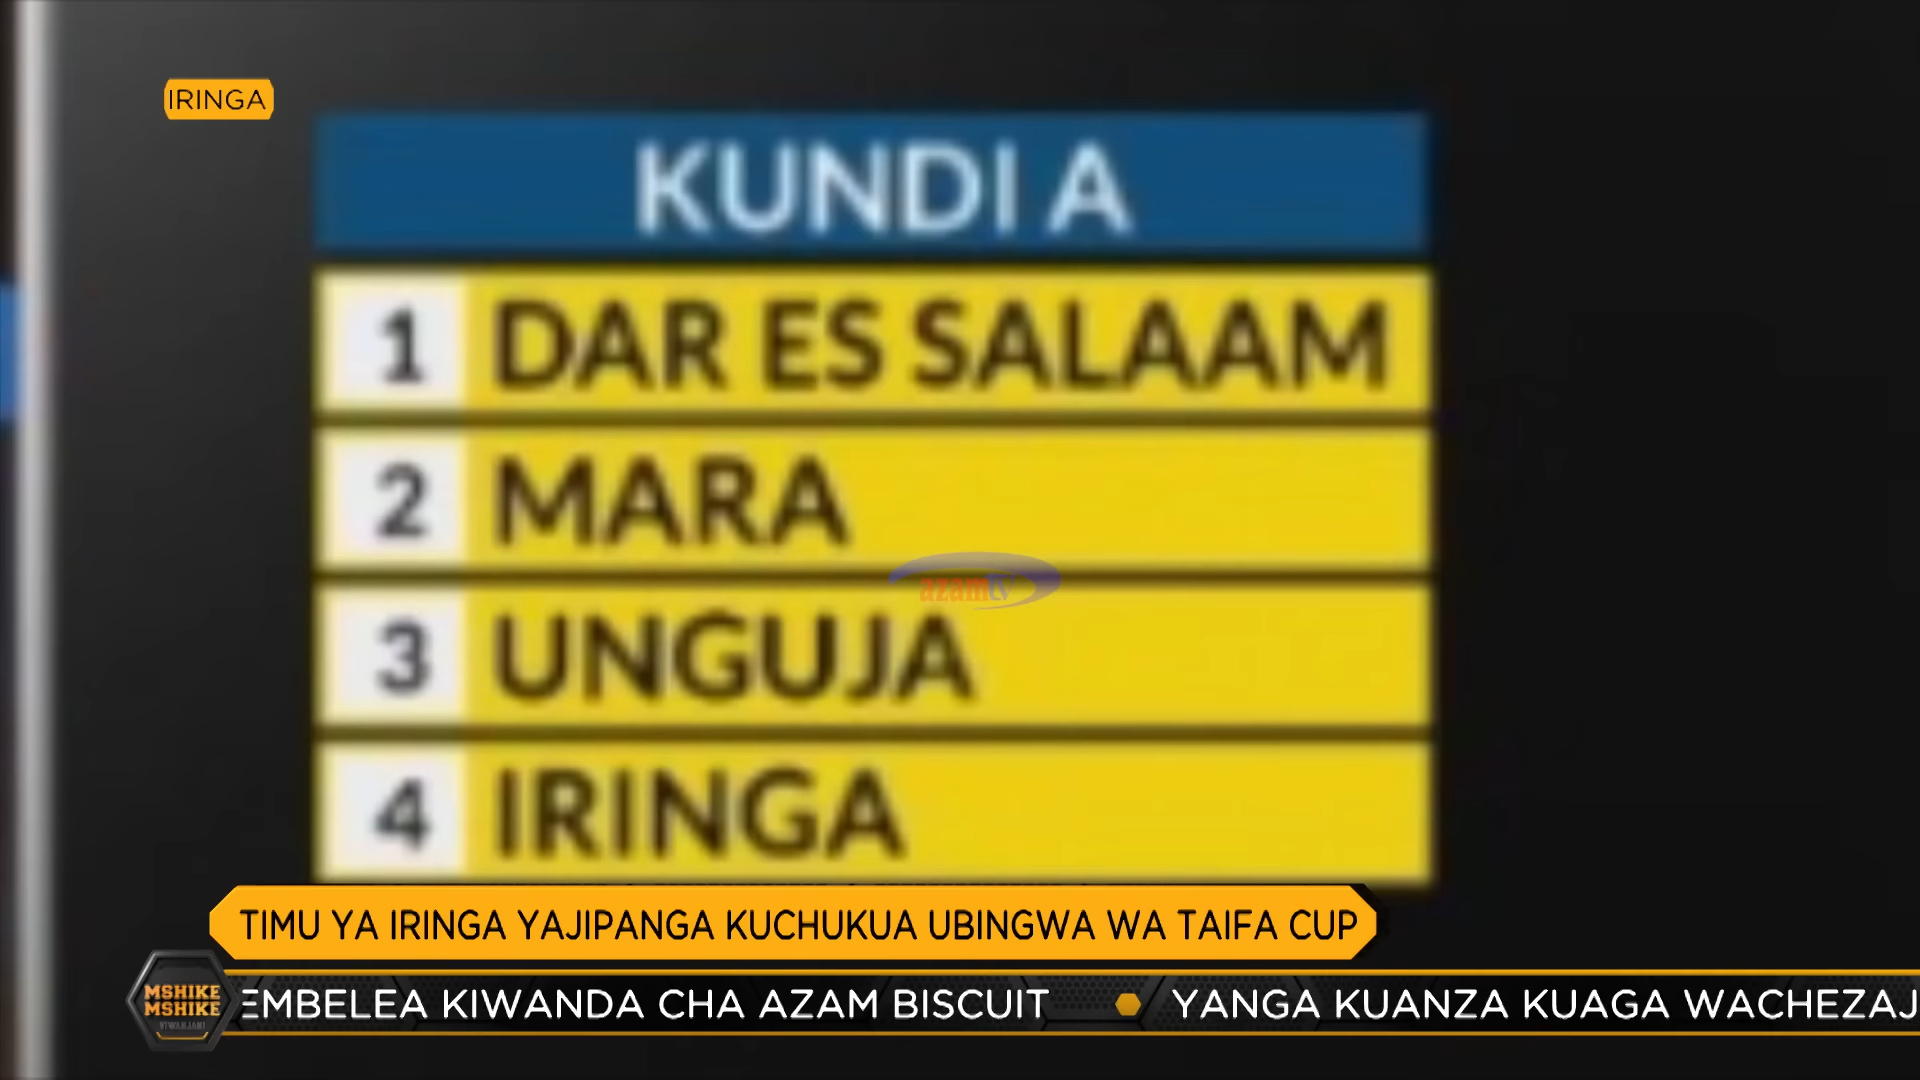 IRINGA
KUNDI A
1 DAR ES SALAAM
2 MARA
3 UNGUJA
4 IRINGA
azamtv
TIMU YA IRINGA YAJIPANGA KUCHUKUA UBINGWA WA TAIFA CUP
MSHIKE
MSHIKE
VIWANJANI
EMBELEA KIWANDA CHA AZAM BISCUIT YANGA KUANZA KUAGA WACHEZAJ